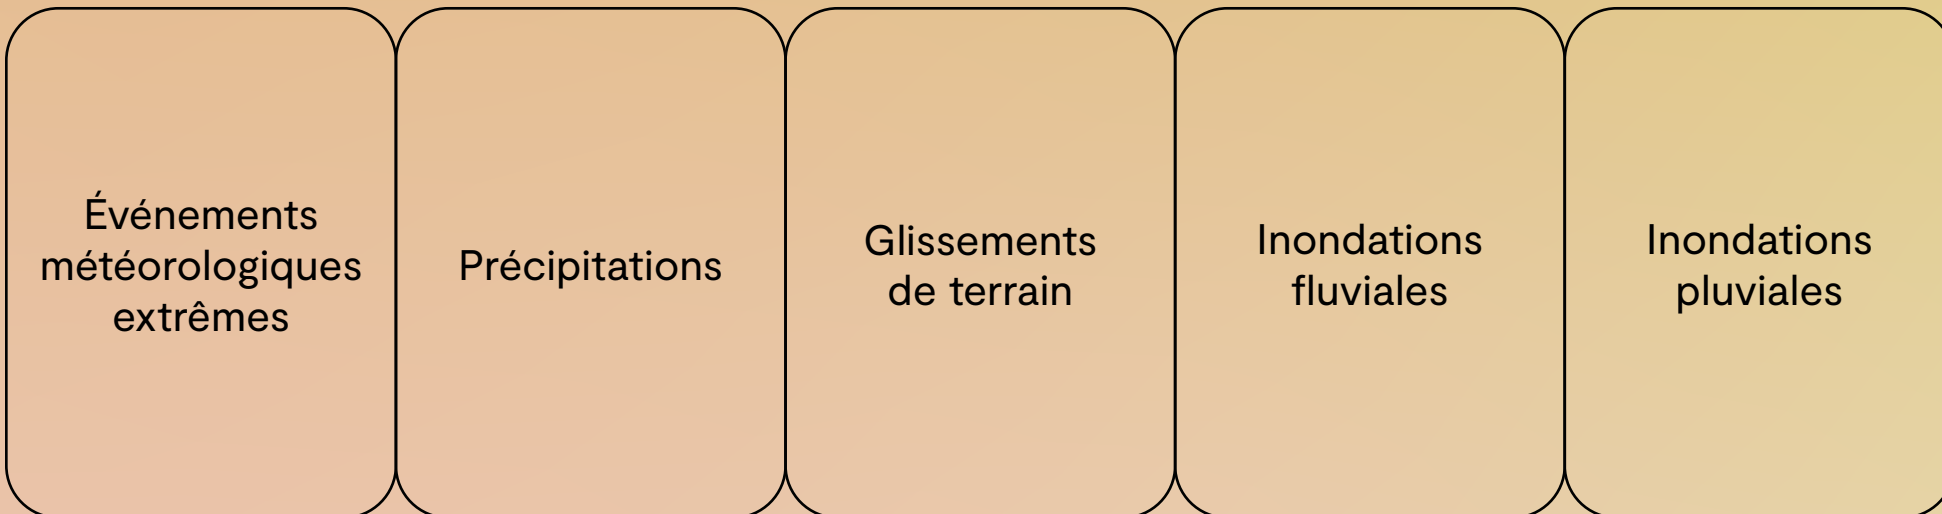 Événements
météorologiques
extrêmes
Précipitations
Glissements
de terrain
Inondations
fluviales
Inondations
pluviales